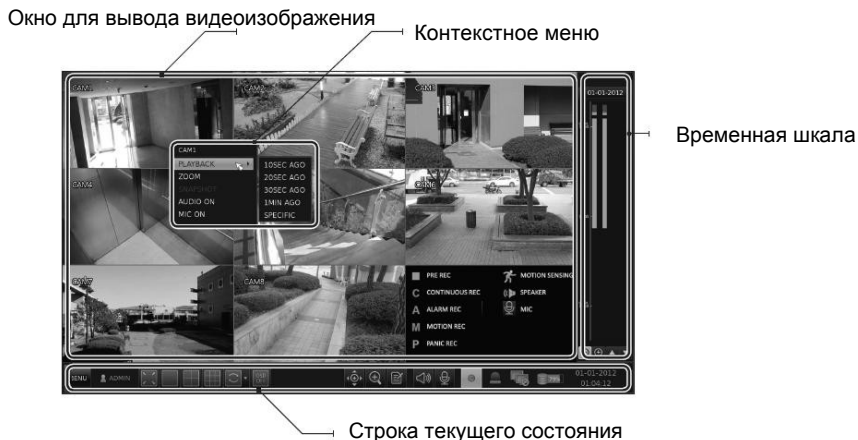 Окно для вывода видеоизображения
Контекстное меню
Временная шкала
CAM1
CAM2
CAM3
01-01-2012
CAM1
PLAYBACK
ZOOM
SNAPSHOT
AUDIO ON
MIC ON
10SEC AGO
20SEC AGO
30SEC AGO
1MIN AGO
SPECIFIC
CAM4
CAM6
CAM7
CAM8
PRE REC
C CONTINUOUS REC
A ALARM REC
M MOTION REC
P PANIC REC
MOTION SENSING
SPEAKER
MIC
MENU
ADMIN
79%
01-01-2012
01:04:12
Строка текущего состояния